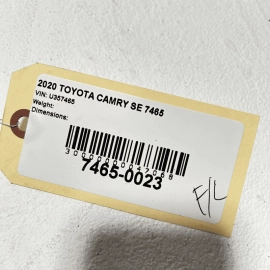 2020 TOYOTA CAMRY SE 7465
VIN: U357465
Weight:
Dimensions:
7465-0023
F/L